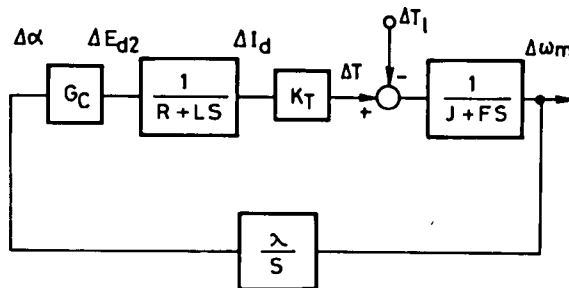 Δα
ΔE_d2
ΔI_d
ΔT_l
Δω_m
G_C
1
R+LS
K_T
ΔT
-
+
1
J+FS
λ
S